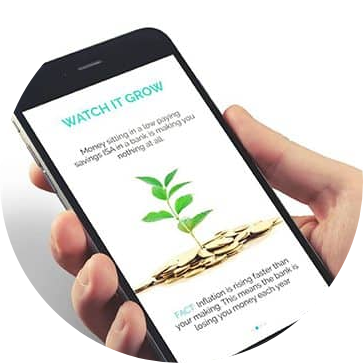 WATCH IT GROW
Money sitting in a low paying
savings ISA in a bank is making you
nothing at all.
FACT: Inflation is rising faster than
your making. This means the bank is
losing you money each year